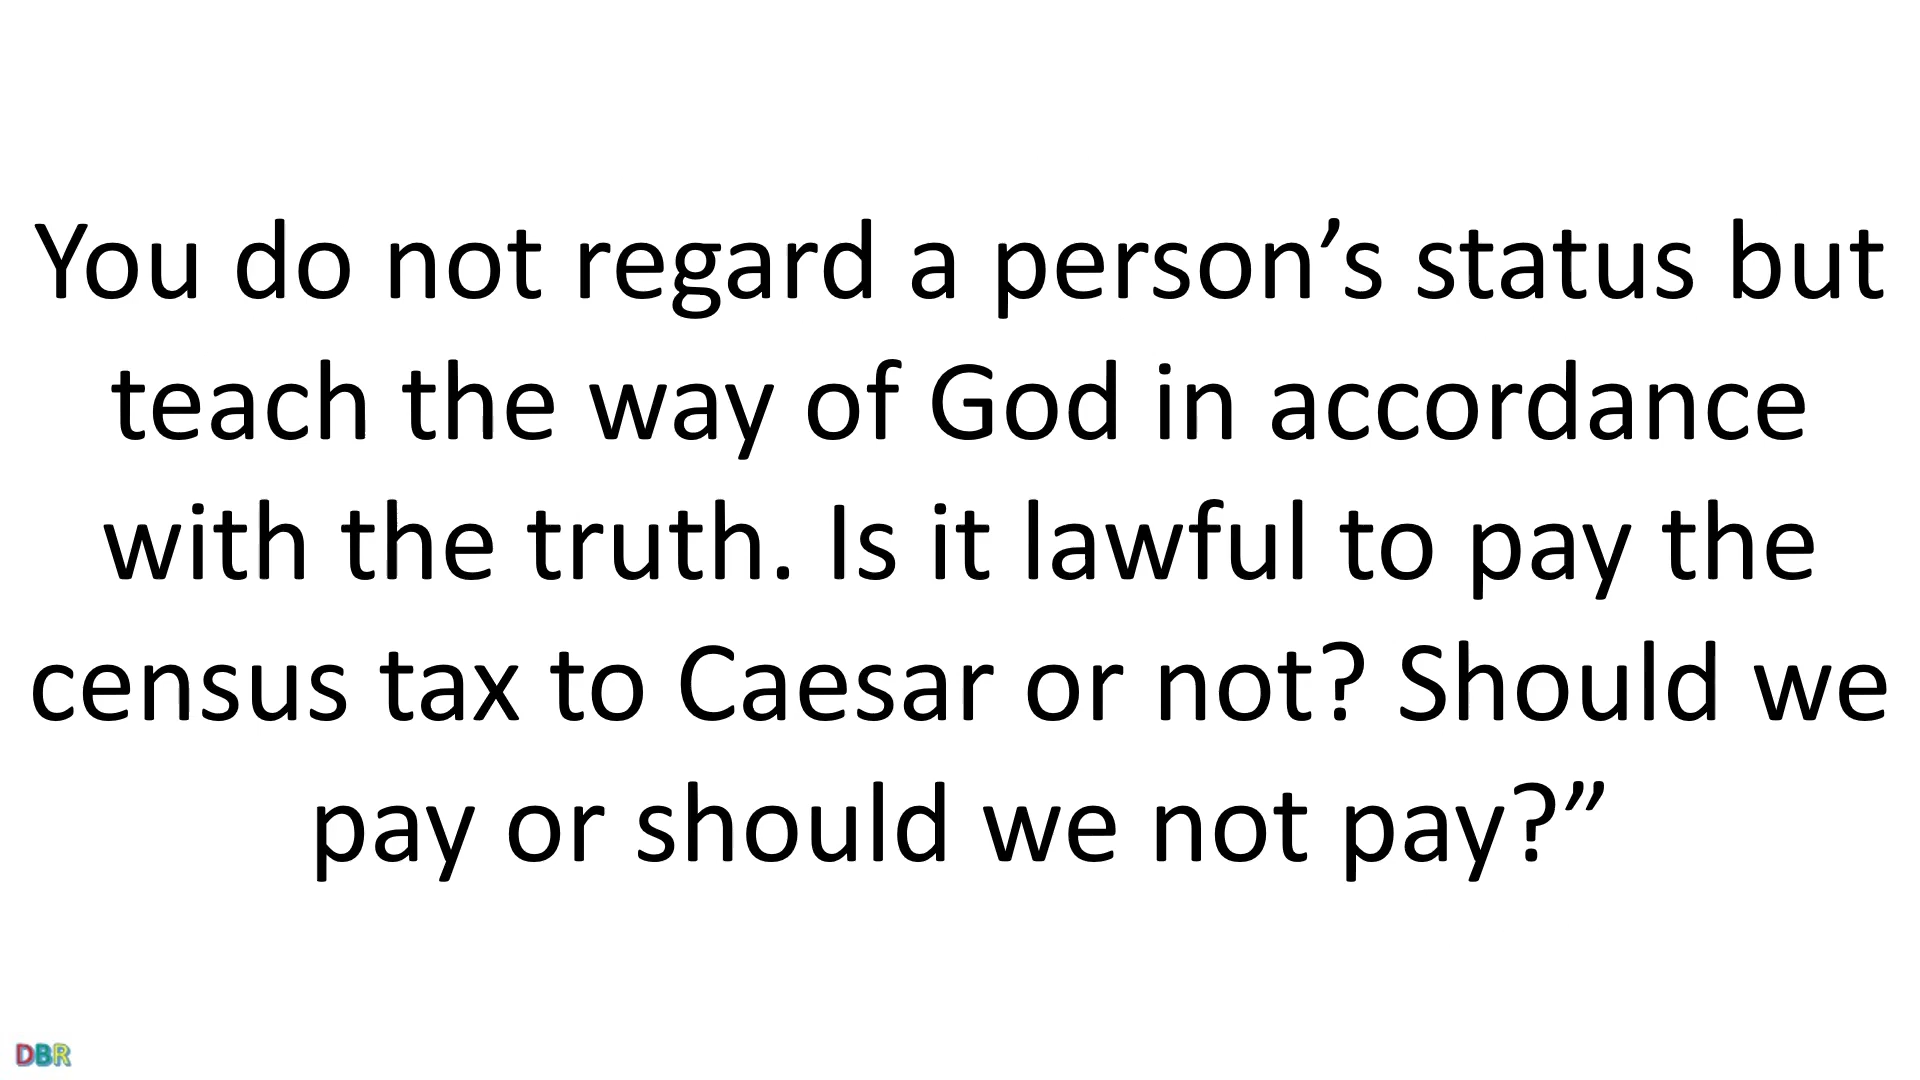 You do not regard a person’s status but
teach the way of God in accordance
with the truth. Is it lawful to pay the
census tax to Caesar or not? Should we
pay or should we not pay?”
DBR